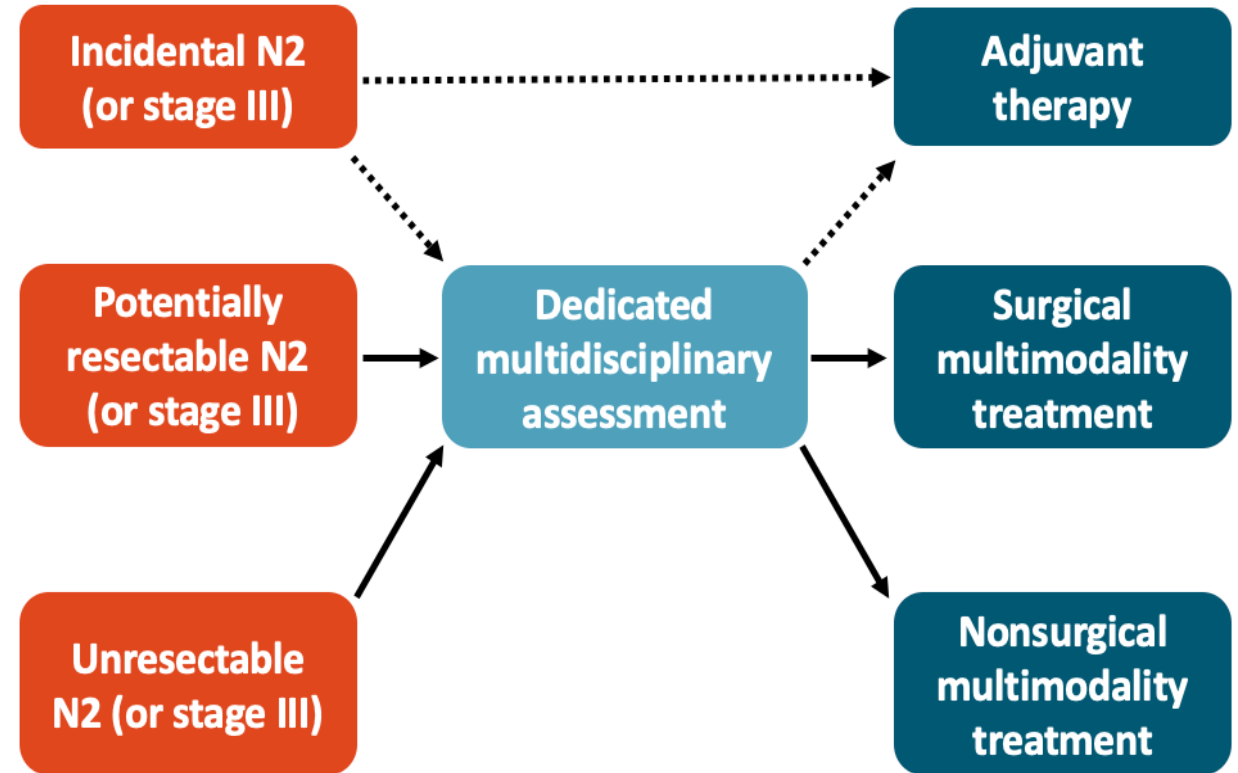 Incidental N2
(or stage III)
Adjuvant
therapy
Potentially
resectable N2
(or stage III)
Dedicated
multidisciplinary
assessment
Surgical
multimodality
treatment
Unresectable
N2 (or stage III)
Nonsurgical
multimodality
treatment